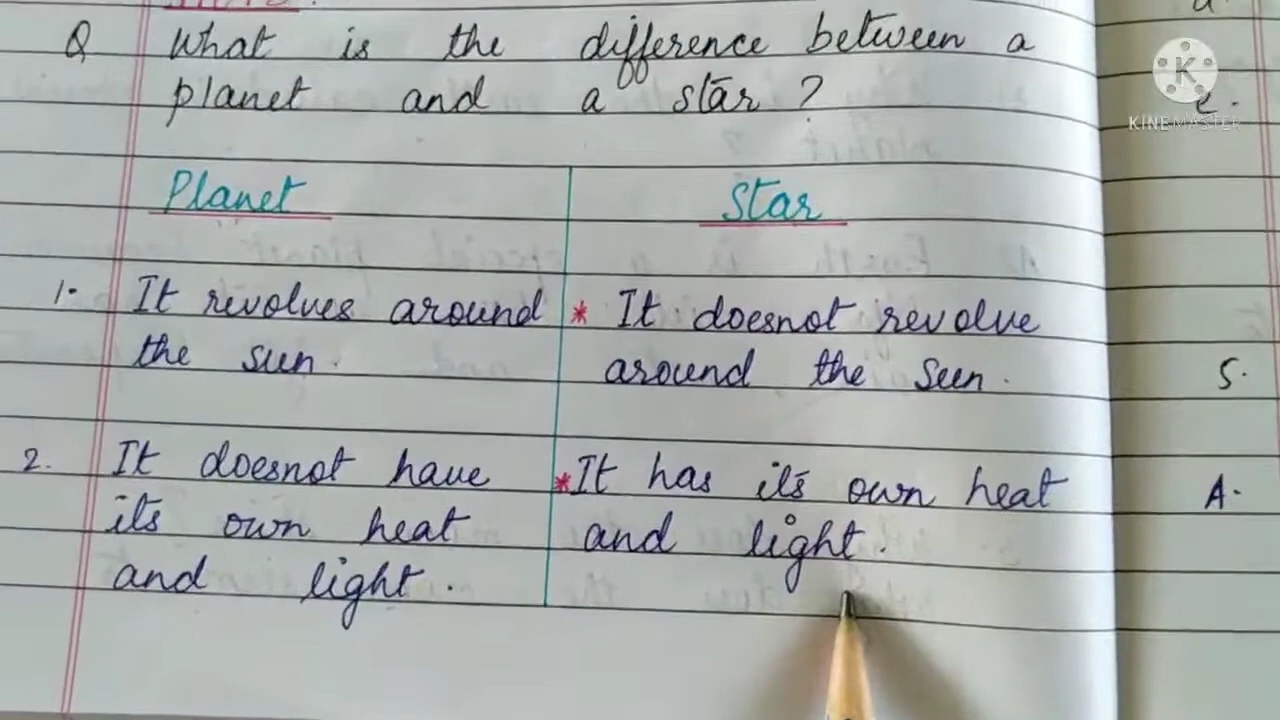 Q What is the difference between a
planet and a star ?
Planet
Star
1. It revolves around
the sun.
* It doesnot revolve
around the sun.
2. It doesnot have
its own heat
and light.
* It has it's own heat
and light.
e.
S.
A.
KINEMASTER